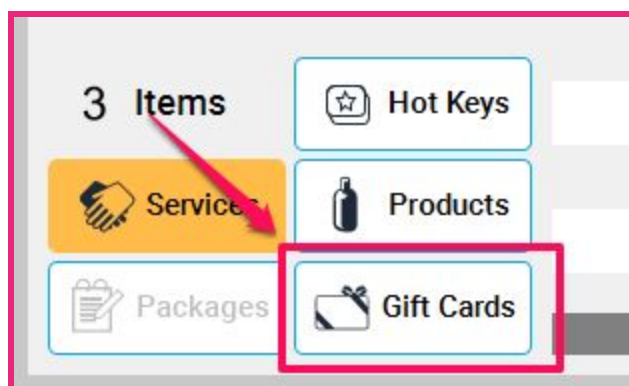 3 Items
Hot Keys
Services
Products
Packages
Gift Cards